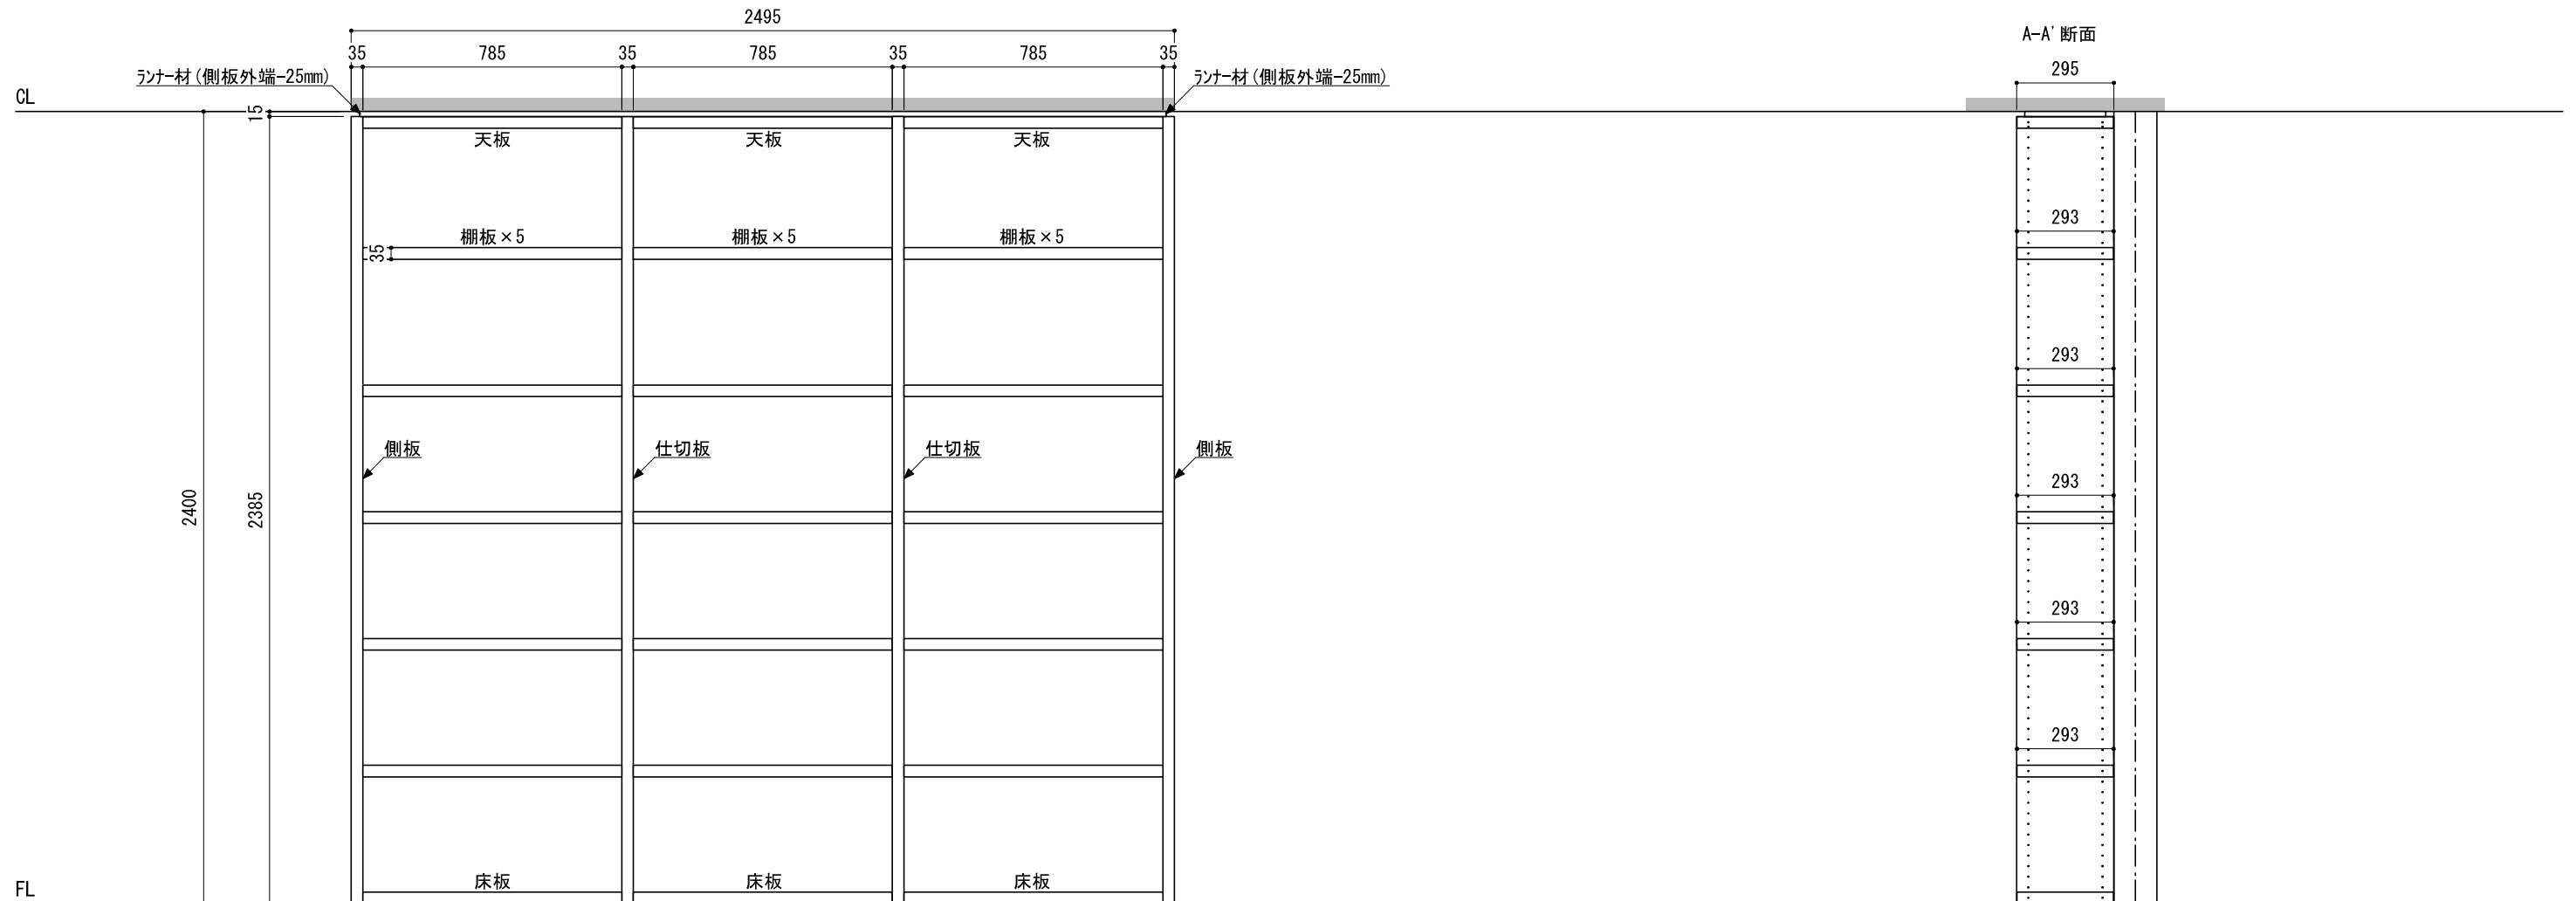 2495
A-A' 断面
35 785 35 785 35 785 35
295
ﾗﾝﾅｰ材(側板外端-25mm)
ﾗﾝﾅｰ材(側板外端-25mm)
CL
15
天板 天板 天板
293
棚板×5 棚板×5 棚板×5
35
293
側板 仕切板 仕切板 側板
293
2400
2385
293
293
床板 床板 床板
FL